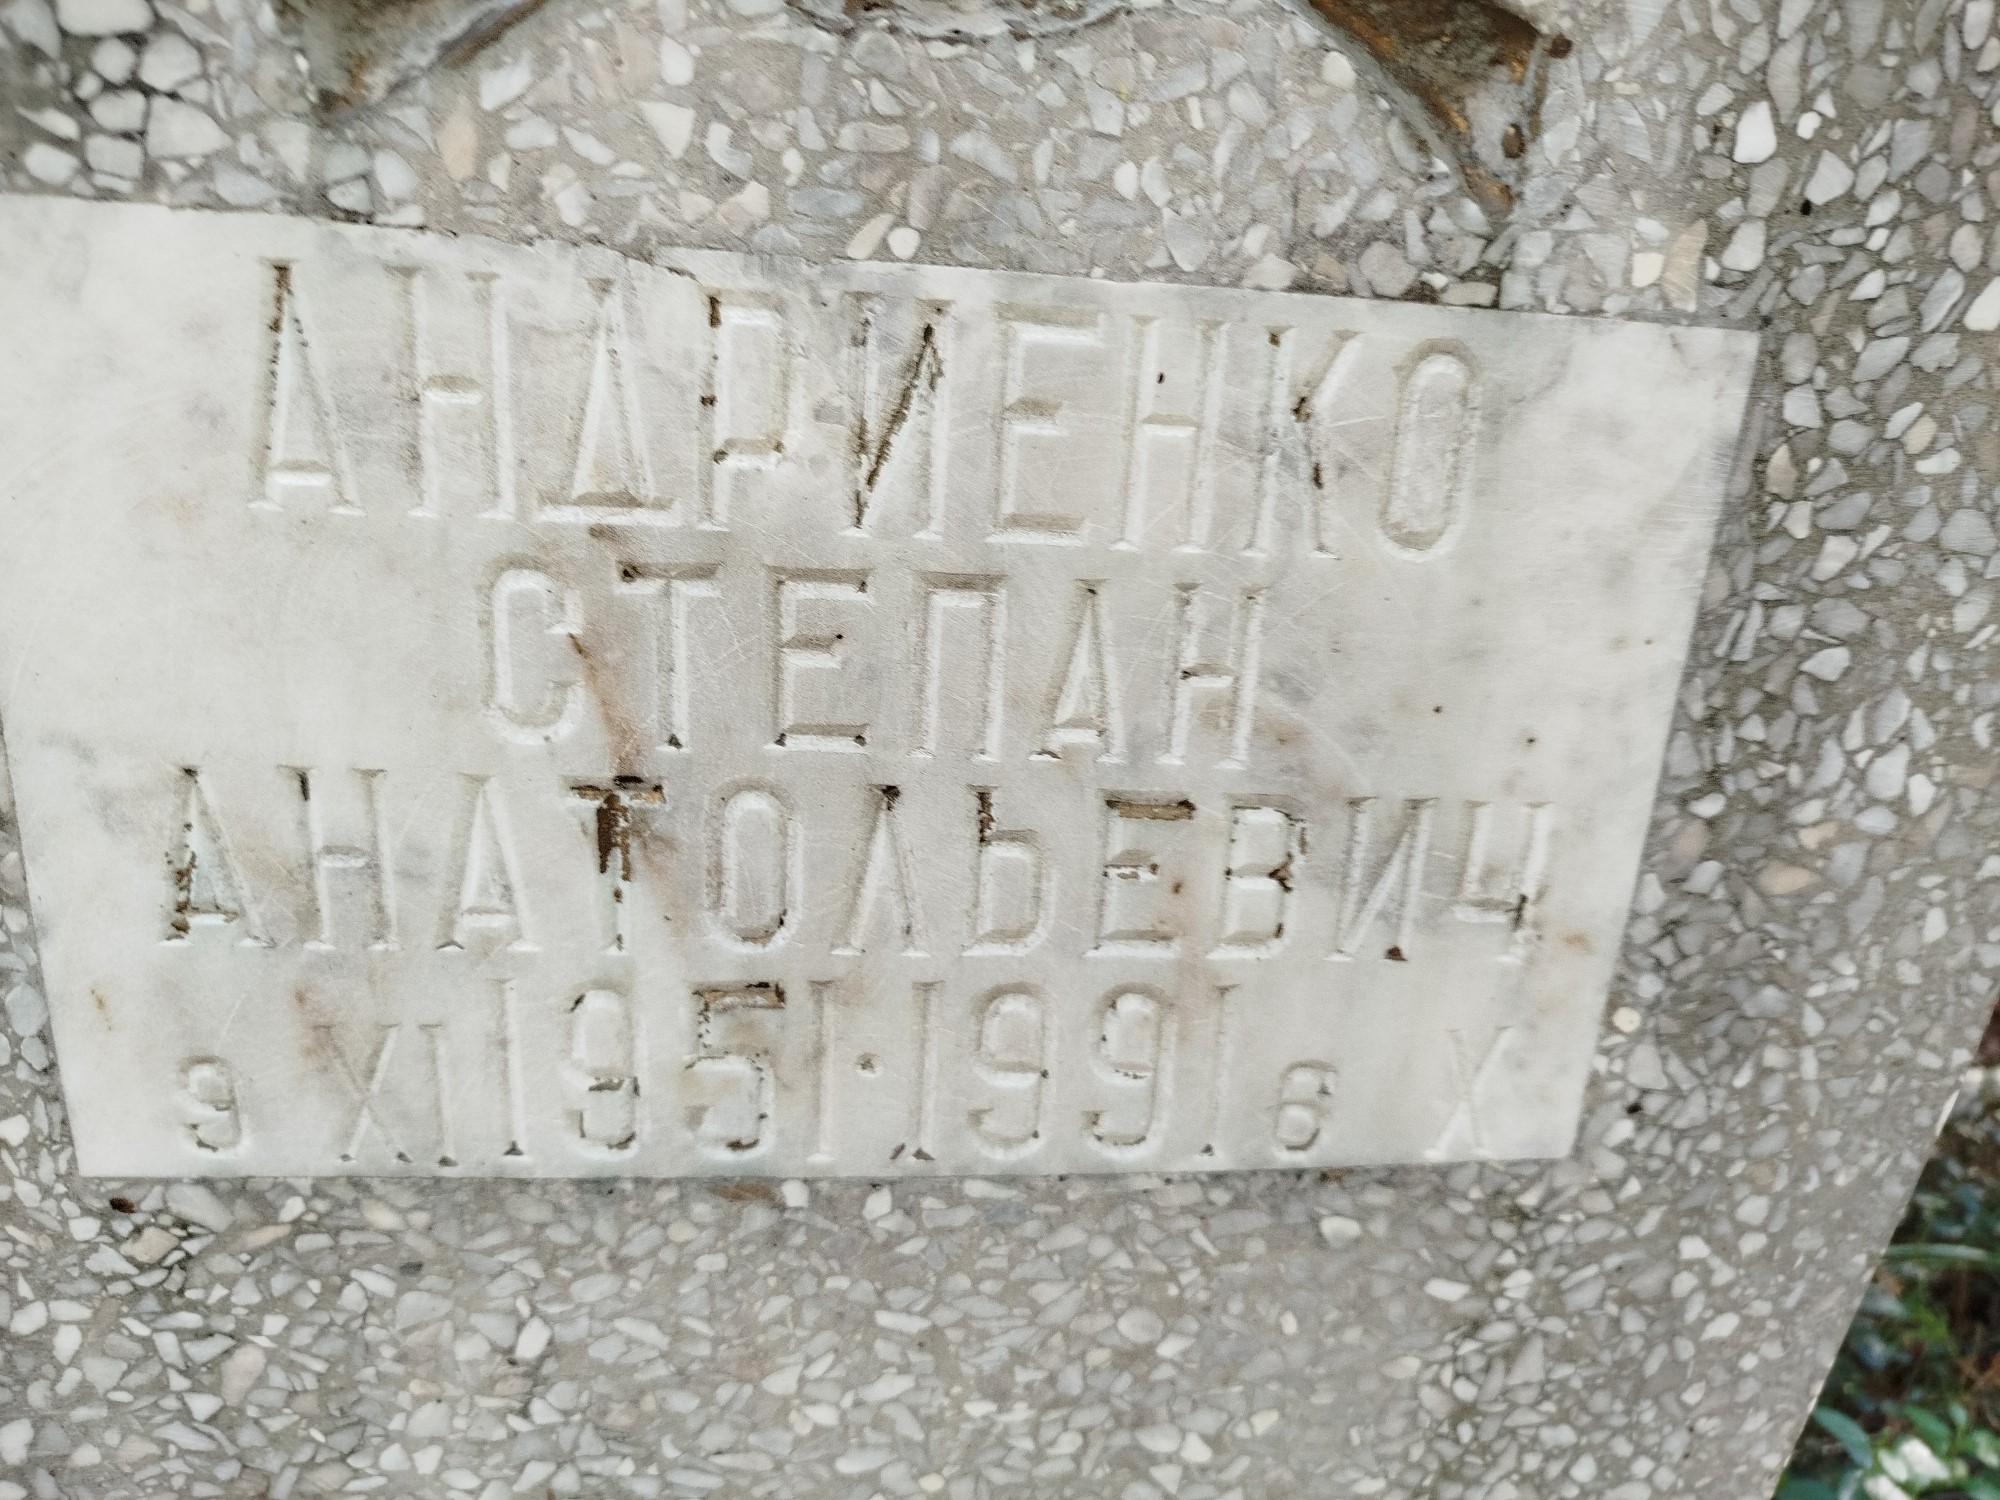 АНДРИЕНКО
СТЕПАН
АНАТОЛЬЕВИЧ
9 XI 1951·1991 6 X